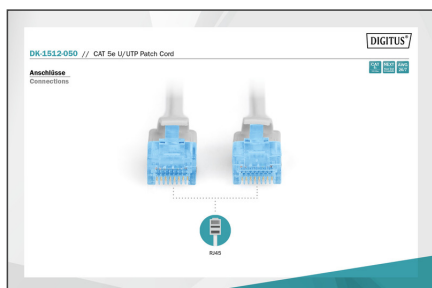 DIGITUS®
DK-1512-050 // CAT 5e U/UTP Patch Cord
Anschlüsse
Connections
RJ45